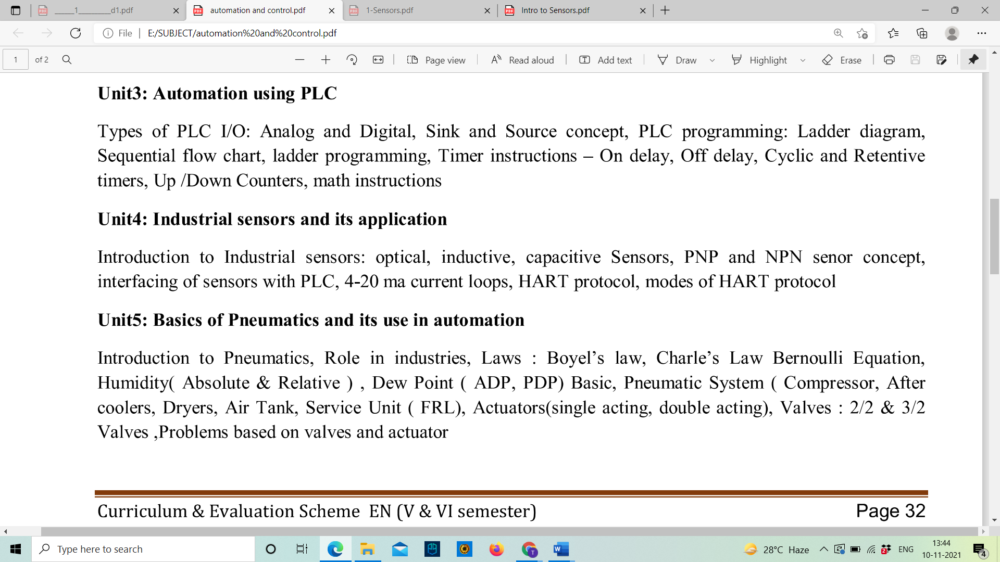 _____1_________d1.pdf
automation and control.pdf
1-Sensors.pdf
Intro to Sensors.pdf
File
E:/SUBJECT/automation%20and%20control.pdf
1
of 2
Page view
Read aloud
Add text
Draw
Highlight
Erase
Unit3: Automation using PLC
Types of PLC I/O: Analog and Digital, Sink and Source concept, PLC programming: Ladder diagram,
Sequential flow chart, ladder programming, Timer instructions – On delay, Off delay, Cyclic and Retentive
timers, Up /Down Counters, math instructions
Unit4: Industrial sensors and its application
Introduction to Industrial sensors: optical, inductive, capacitive Sensors, PNP and NPN senor concept,
interfacing of sensors with PLC, 4-20 ma current loops, HART protocol, modes of HART protocol
Unit5: Basics of Pneumatics and its use in automation
Introduction to Pneumatics, Role in industries, Laws : Boyel’s law, Charle’s Law Bernoulli Equation,
Humidity( Absolute & Relative ) , Dew Point ( ADP, PDP) Basic, Pneumatic System ( Compressor, After
coolers, Dryers, Air Tank, Service Unit ( FRL), Actuators(single acting, double acting), Valves : 2/2 & 3/2
Valves ,Problems based on valves and actuator
Curriculum & Evaluation Scheme EN (V & VI semester)
Page 32
Type here to search
28°C Haze
ENG
13:44
10-11-2021
4